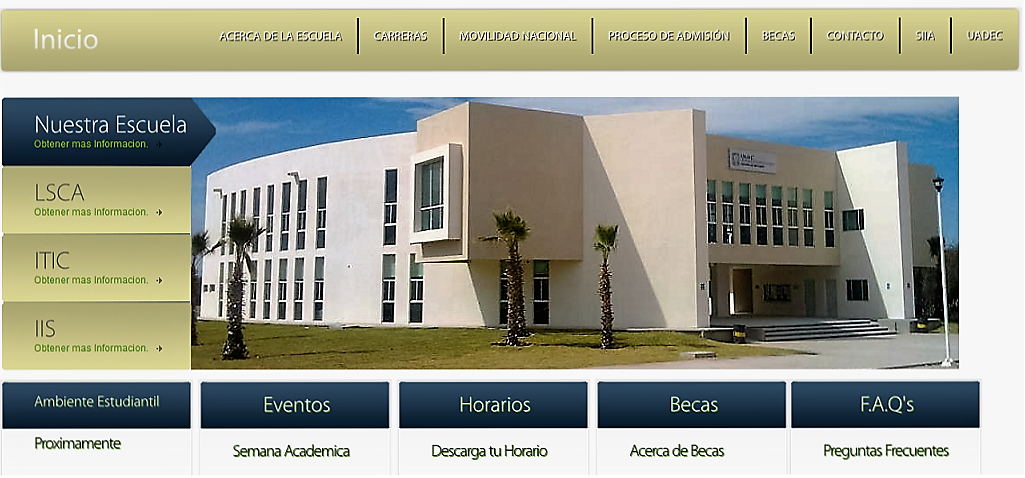 Inicio
ACERCA DE LA ESCUELA
CARRERAS
MOVILIDAD NACIONAL
PROCESO DE ADMISIÓN
BECAS
CONTACTO
SIIA
UADEC
Nuestra Escuela
Obtener mas Informacion.
LSCA
Obtener mas Informacion.
ITIC
Obtener mas Informacion.
IIS
Obtener mas Informacion.
Ambiente Estudiantil
Eventos
Horarios
Becas
F.A.Q's
Proximamente
Semana Academica
Descarga tu Horario
Acerca de Becas
Preguntas Frecuentes